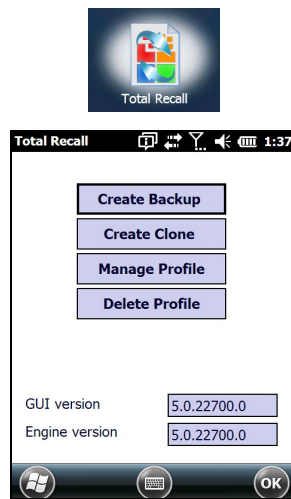 Total Recall
Total Recall 1:37
Create Backup
Create Clone
Manage Profile
Delete Profile
GUI version 5.0.22700.0
Engine version 5.0.22700.0
OK